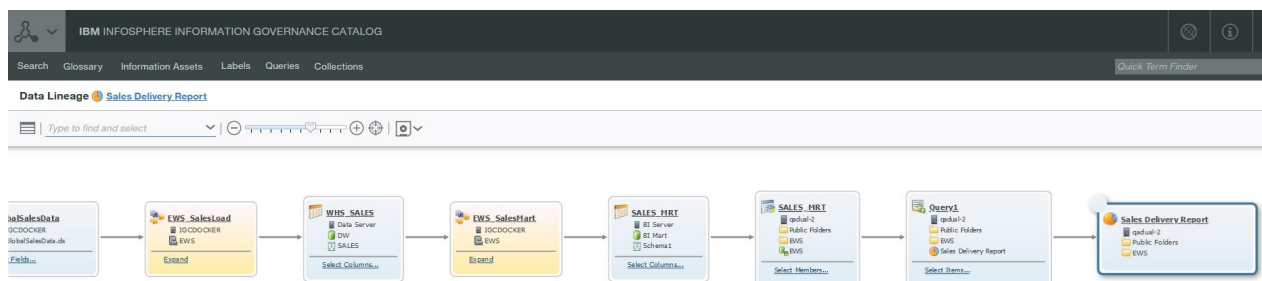 IBM INFOSPHERE INFORMATION GOVERNANCE CATALOG
Search Glossary Information Assets Labels Queries Collections Quick Term Finder
Data Lineage Sales Delivery Report
Type to find and select
balSalesData
GCDOCKER
GlobalSalesData.ds
Fields...
EWS_SalesLoad
IGCDOCKER
EWS
Expand
WHS_SALES
Data Server
DW
SALES
Select Columns...
EWS_SalesMart
IGCDOCKER
EWS
Expand
SALES_MRT
BI Server
BI Mart
Schema1
Select Columns...
SALES_MRT
qadual-2
Public Folders
EWS
EWS
Select Members...
Query1
qadual-2
Public Folders
EWS
Sales Delivery Report
Select Items...
Sales Delivery Report
qadual-2
Public Folders
EWS